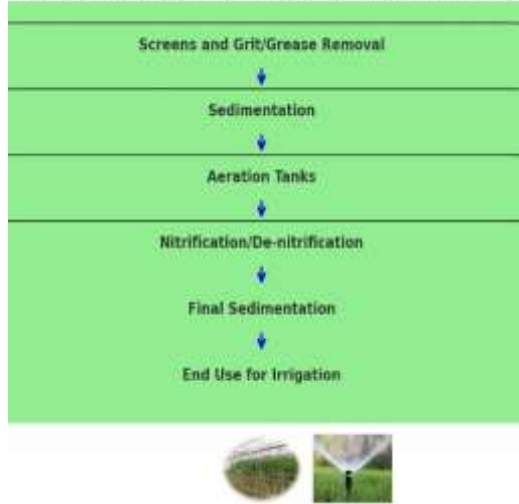 Screens and Grit/Grease Removal
Sedimentation
Aeration Tanks
Nitrification/De-nitrification
Final Sedimentation
End Use for Irrigation